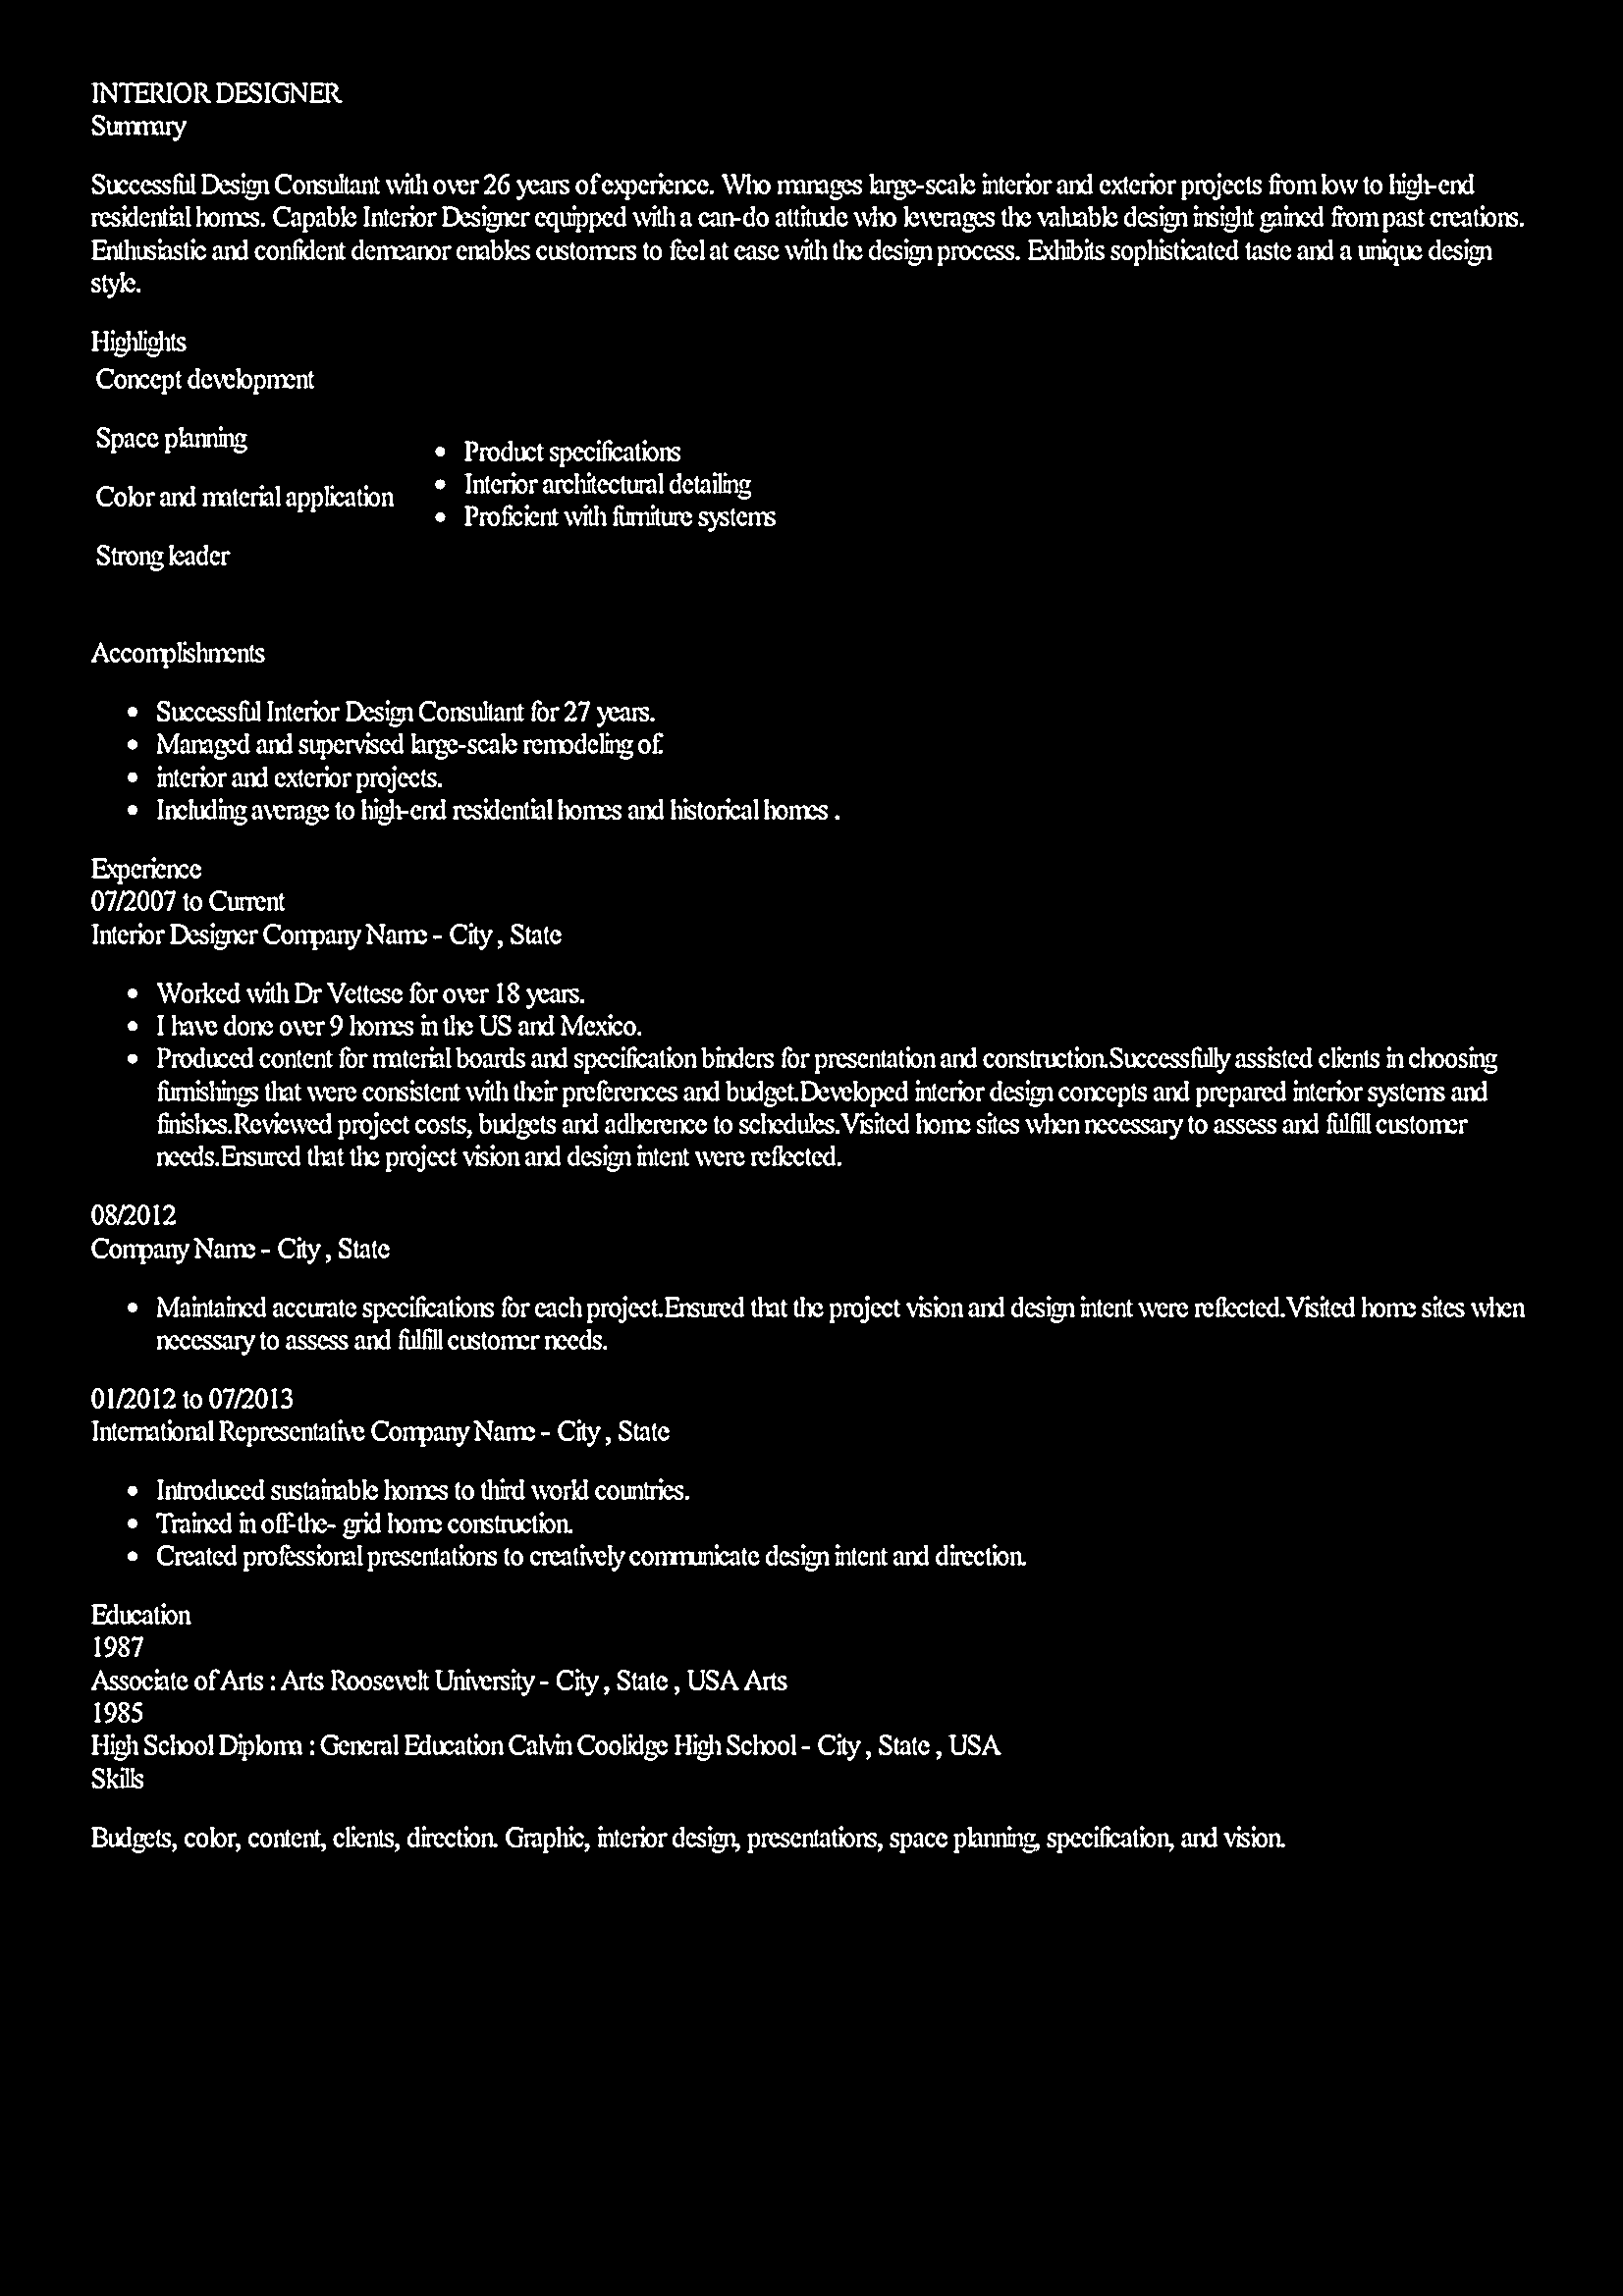 INTERIOR DESIGNER
Summary
Successful Design Consultant with over 26 years of experience. Who manages large-scale interior and exterior projects from low to high-end
residential homes. Capable Interior Designer equipped with a can-do attitude who leverages the valuable design insight gained from past creations.
Enthusiastic and confident demeanor enables customers to feel at ease with the design process. Exhibits sophisticated taste and a unique design
style.
Highlights
Concept development
Space planning
Color and material application
Strong leader
• Product specifications
• Interior architectural detailing
• Proficient with furniture systems
Accomplishments
• Successful Interior Design Consultant for 27 years.
• Managed and supervised large-scale remodeling of:
• interior and exterior projects.
• Including average to high-end residential homes and historical homes .
Experience
07/2007 to Current
Interior Designer Company Name - City , State
• Worked with Dr Vettese for over 18 years.
• I have done over 9 homes in the US and Mexico.
• Produced content for material boards and specification binders for presentation and construction.Successfully assisted clients in choosing
furnishings that were consistent with their preferences and budget.Developed interior design concepts and prepared interior systems and
finishes.Reviewed project costs, budgets and adherence to schedules.Visited home sites when necessary to assess and fulfill customer
needs.Ensured that the project vision and design intent were reflected.
08/2012
Company Name - City , State
• Maintained accurate specifications for each project.Ensured that the project vision and design intent were reflected.Visited home sites when
necessary to assess and fulfill customer needs.
01/2012 to 07/2013
International Representative Company Name - City , State
• Introduced sustainable homes to third world countries.
• Trained in off-the- grid home construction.
• Created professional presentations to creatively communicate design intent and direction.
Education
1987
Associate of Arts : Arts Roosevelt University - City , State , USA Arts
1985
High School Diploma : General Education Calvin Coolidge High School - City , State , USA
Skills
Budgets, color, content, clients, direction. Graphic, interior design, presentations, space planning, specification, and vision.